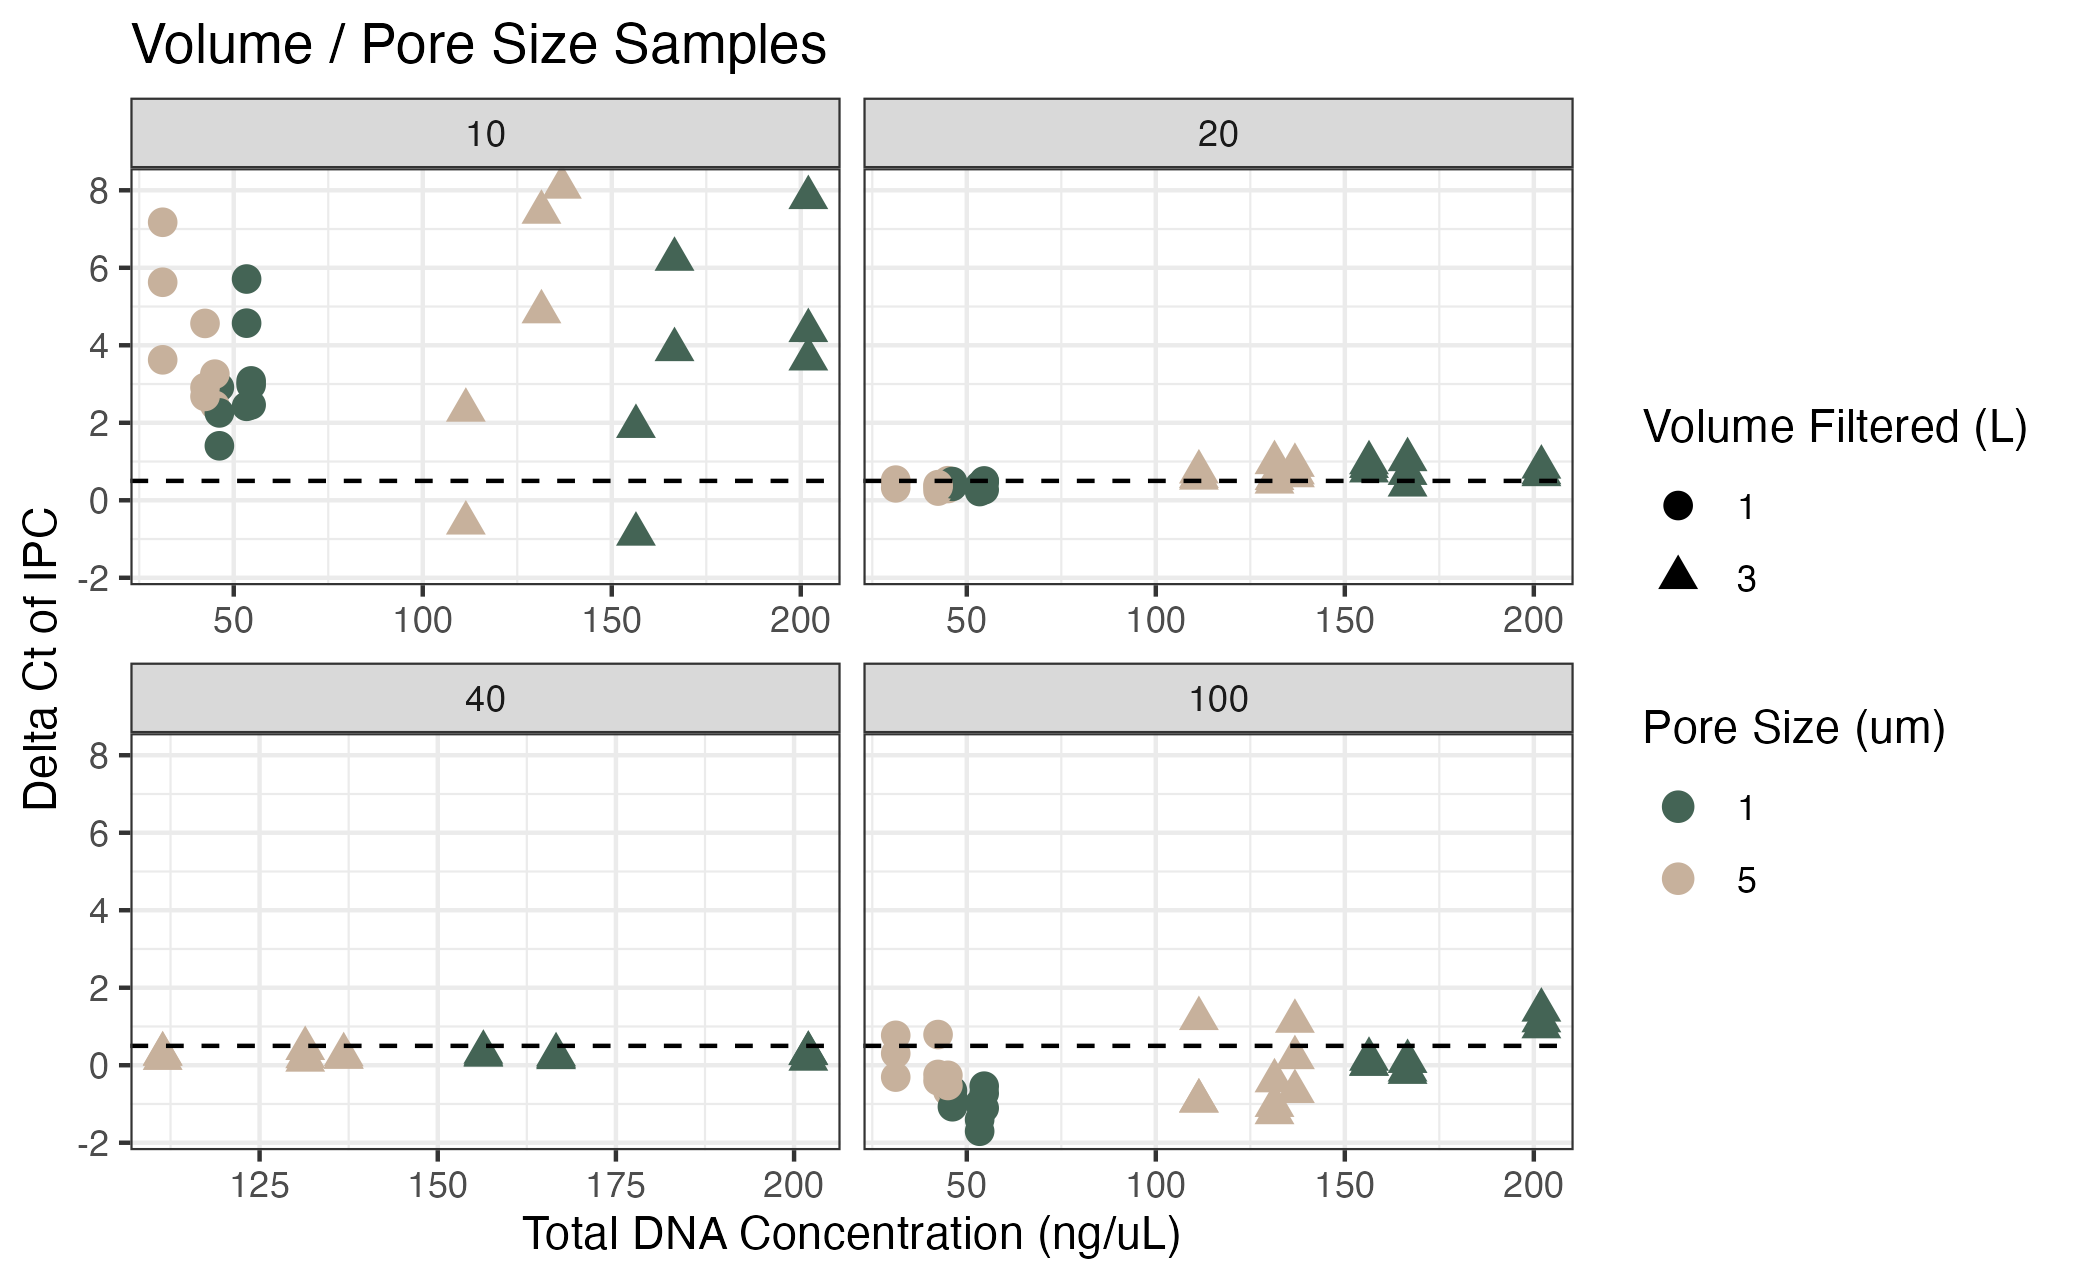 Volume / Pore Size Samples
10
20
8
6
4
2
0
-2
50 100 150 200
50 100 150 200
40
100
8
6
4
2
0
-2
125 150 175 200
50 100 150 200
Delta Ct of IPC
Total DNA Concentration (ng/uL)
Volume Filtered (L)
1
3
Pore Size (um)
1
5